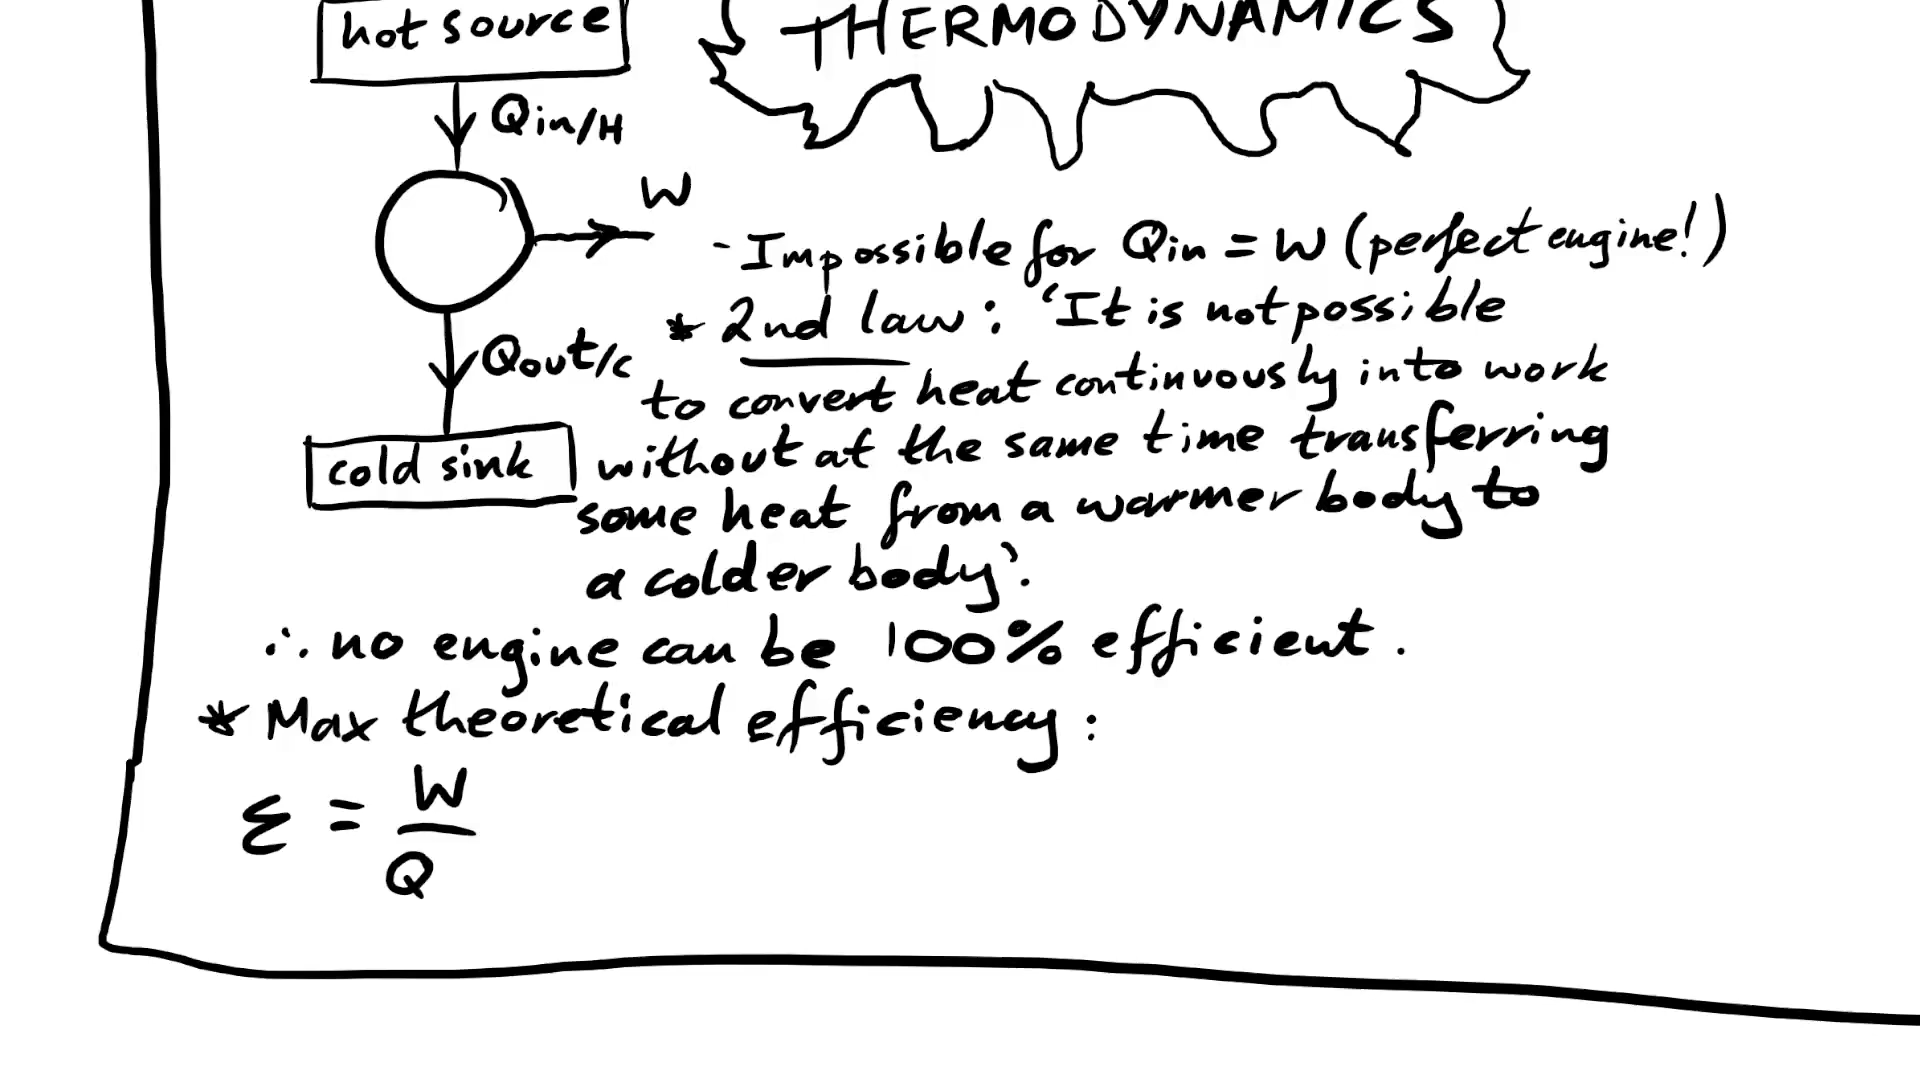 hot source
THERMODYNAMICS
Qin/H
W
- Impossible for Qin = W (perfect engine!)
* 2nd law: 'It is not possible
Qout/c
to convert heat continuously into work
cold sink
without at the same time transferring
some heat from a warmer body to
a colder body'.
∴ no engine can be 100% efficient.
* Max theoretical efficiency:
ε = W
Q